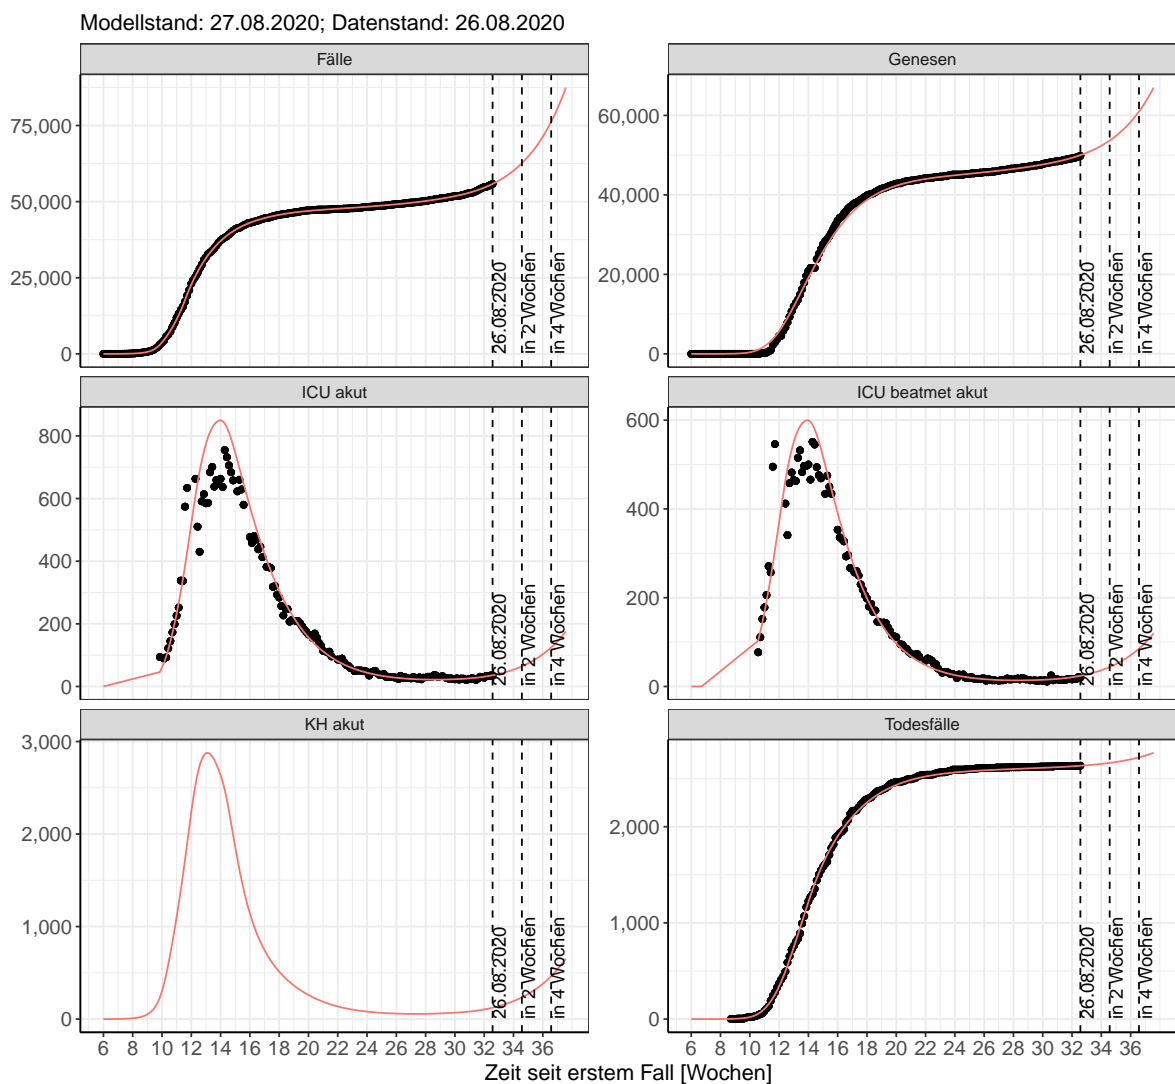 Modellstand: 27.08.2020; Datenstand: 26.08.2020
Fälle
75,000
50,000
25,000
0
26.08.2020
in 2 Wochen
in 4 Wochen
Genesen
60,000
40,000
20,000
0
26.08.2020
in 2 Wochen
in 4 Wochen
ICU akut
800
600
400
200
0
26.08.2020
in 2 Wochen
in 4 Wochen
ICU beatmet akut
600
400
200
0
26.08.2020
in 2 Wochen
in 4 Wochen
KH akut
3,000
2,000
1,000
0
26.08.2020
in 2 Wochen
in 4 Wochen
6 8 10 12 14 16 18 20 22 24 26 28 30 32 34 36
Todesfälle
2,000
1,000
0
26.08.2020
in 2 Wochen
in 4 Wochen
6 8 10 12 14 16 18 20 22 24 26 28 30 32 34 36
Zeit seit erstem Fall [Wochen]